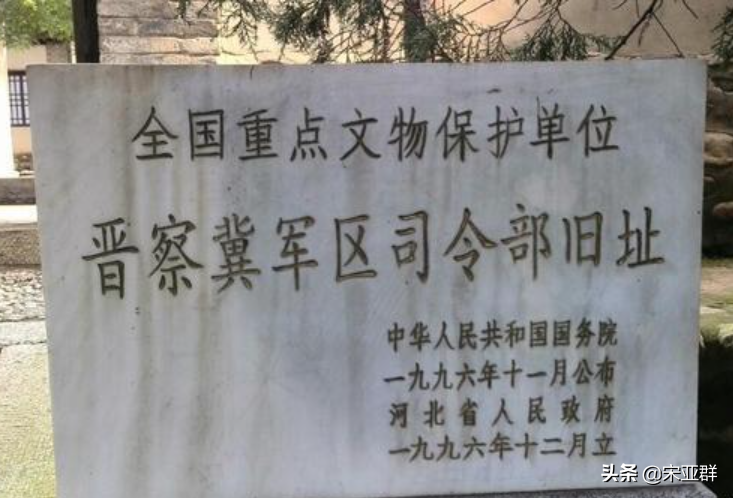 全国重点文物保护单位
晋察冀军区司令部旧址
中华人民共和国国务院
一九九六年十一月公布
河北省人民政府
一九九六年十二月立
头条 @宋亚群